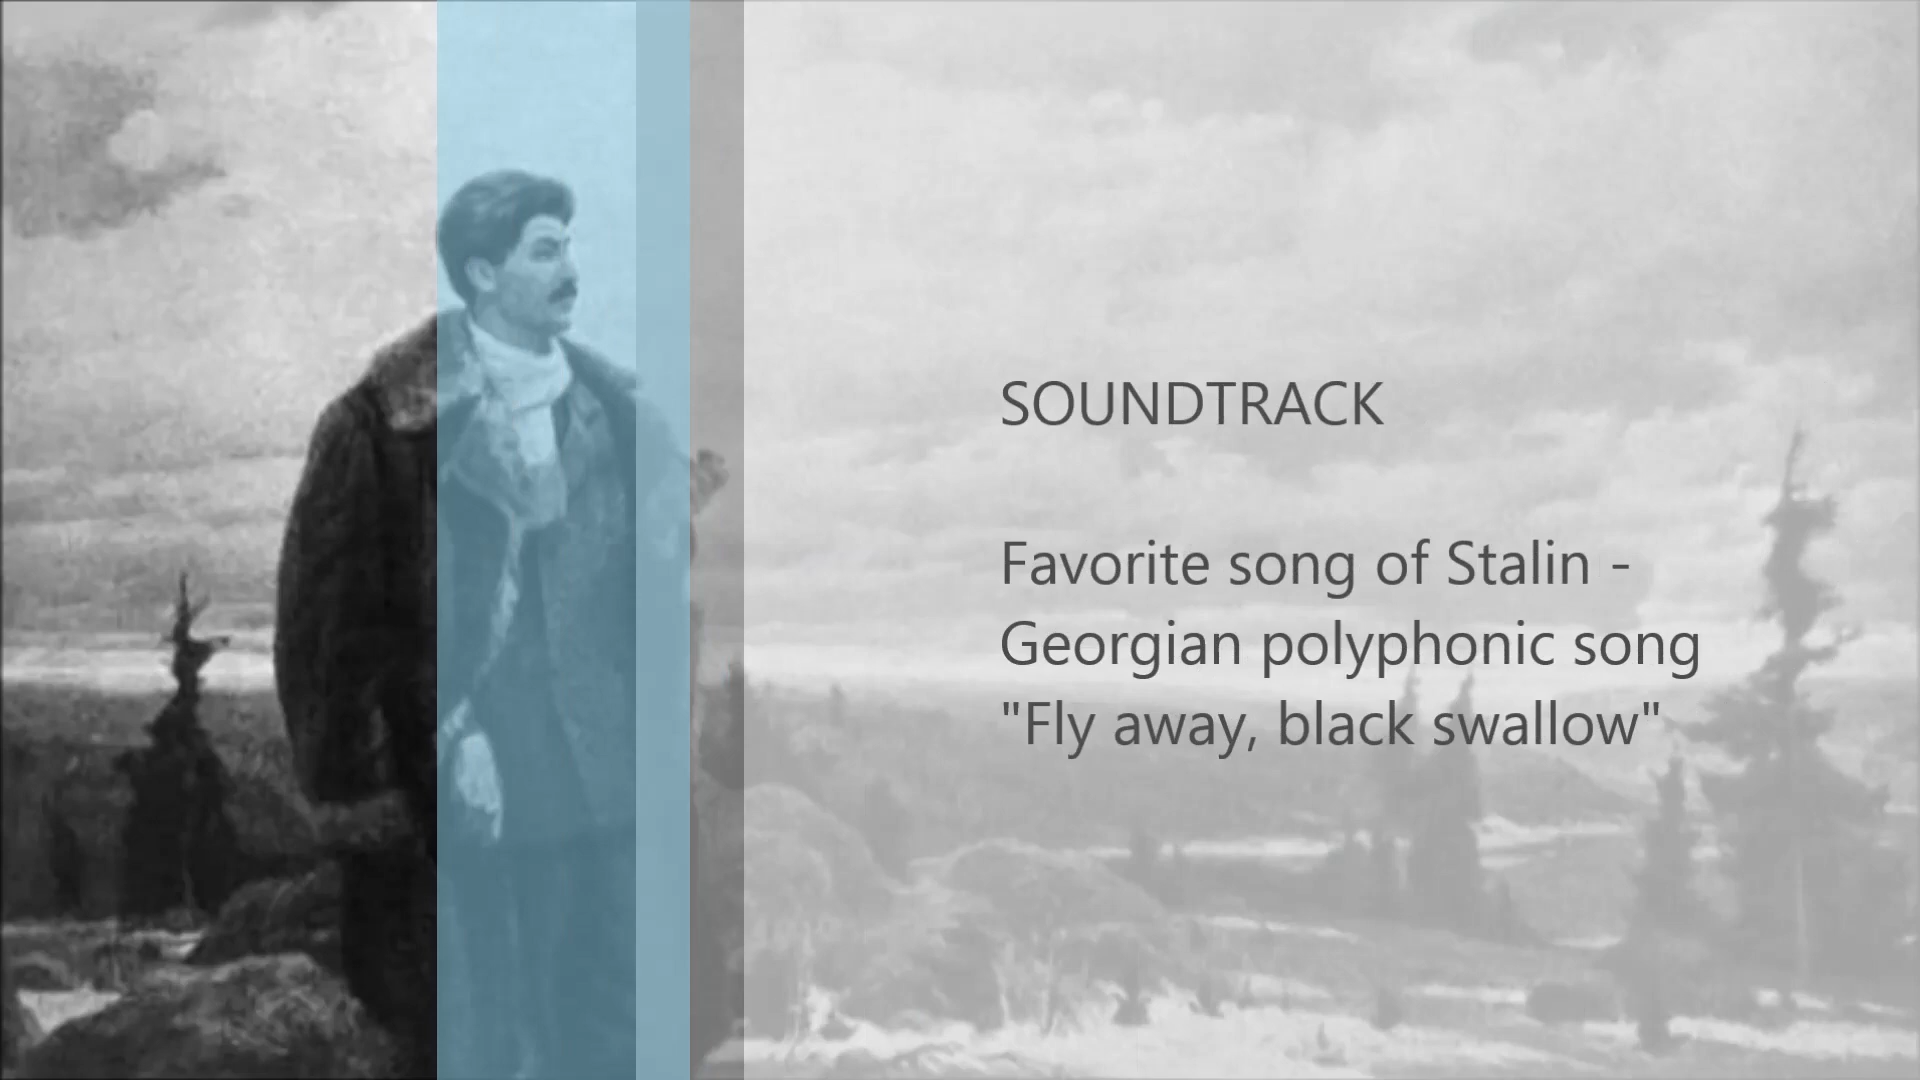 SOUNDTRACK
Favorite song of Stalin -
Georgian polyphonic song
"Fly away, black swallow"